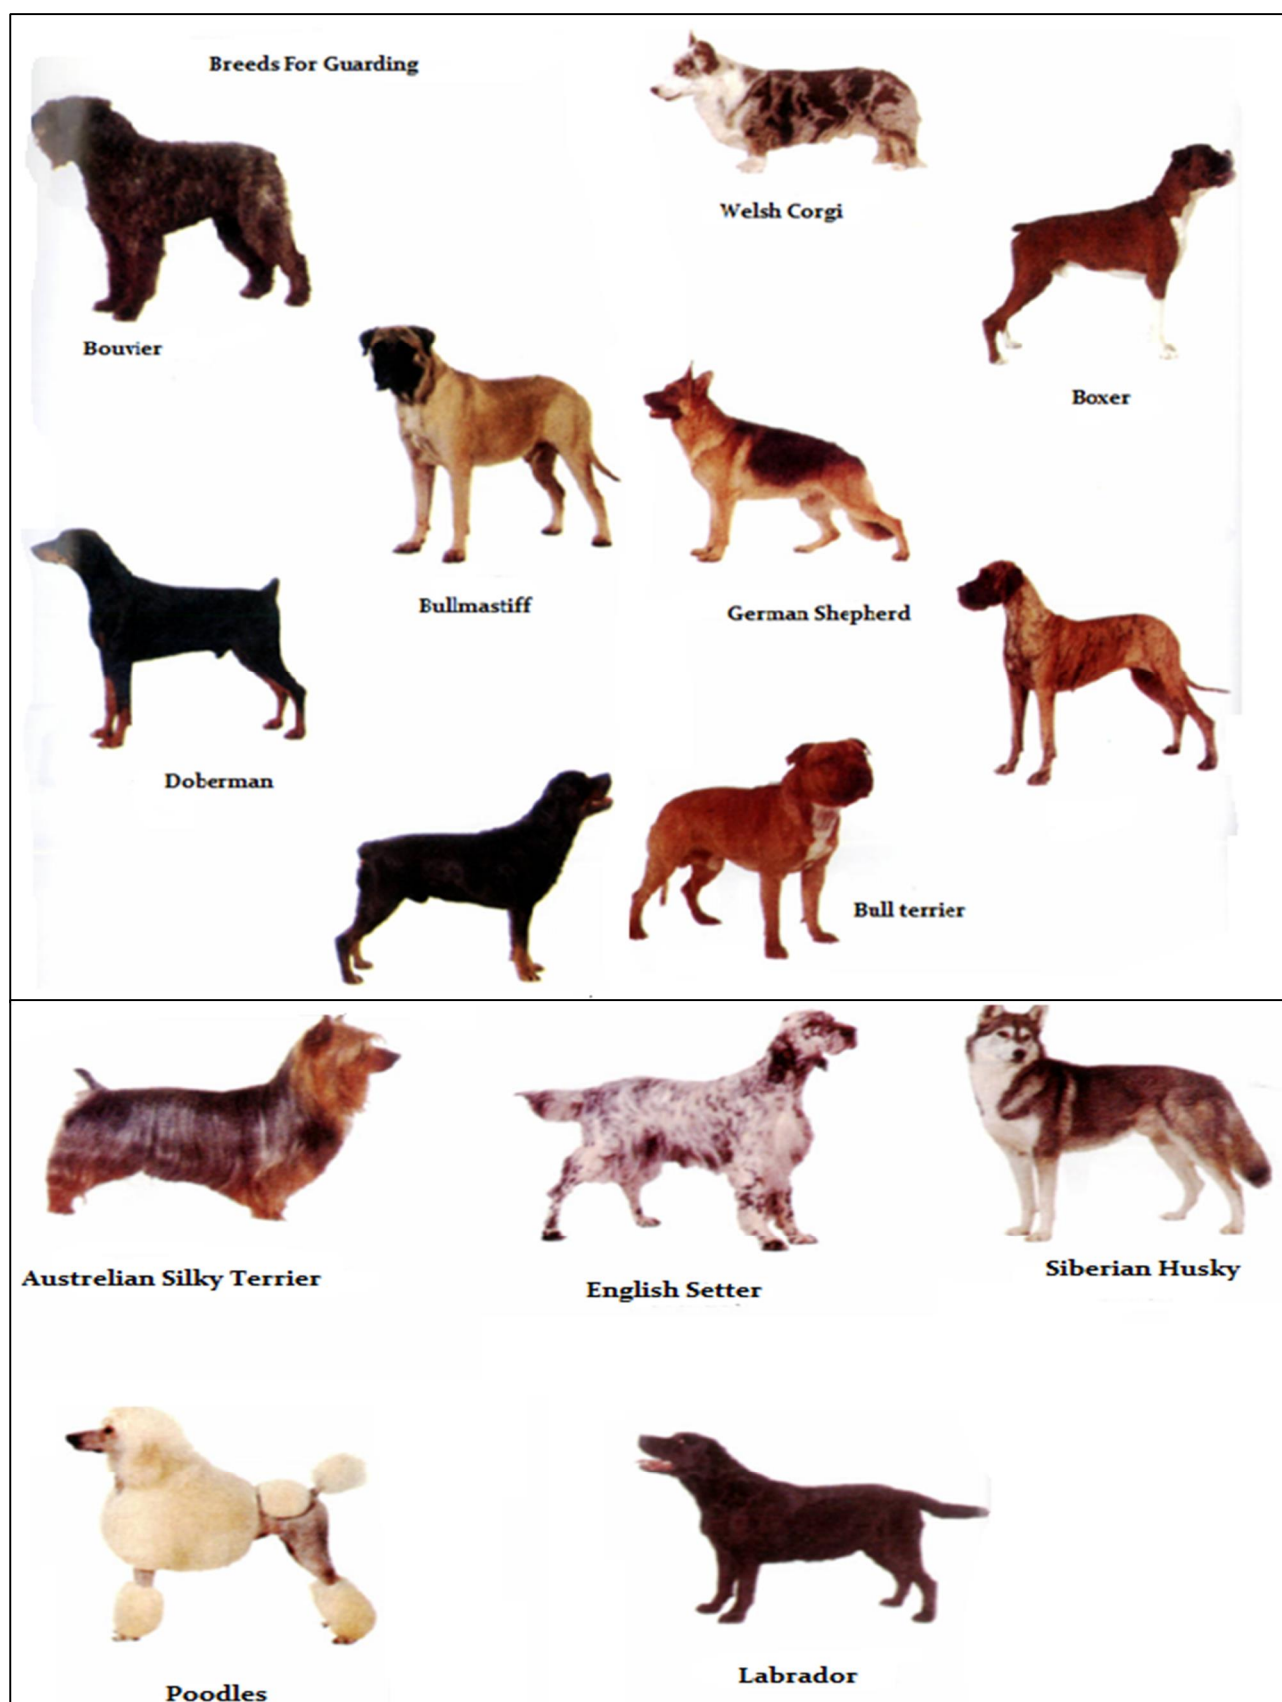 Breeds For Guarding
Welsh Corgi
Bouvier
Boxer
Bullmastiff
German Shepherd
Doberman
Bull terrier
Austrelian Silky Terrier
English Setter
Siberian Husky
Poodles
Labrador